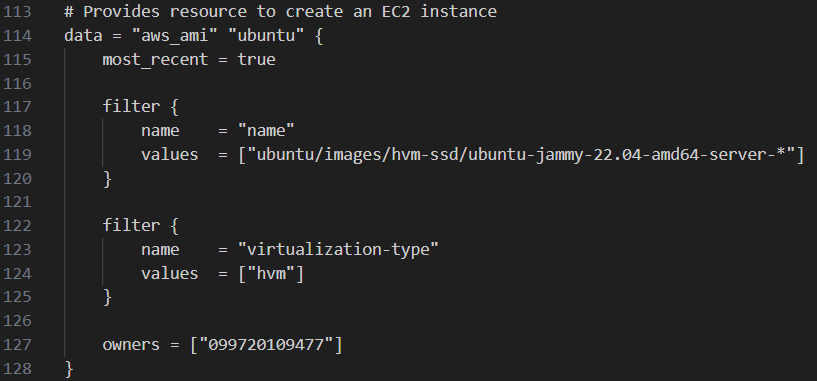 113 # Provides resource to create an EC2 instance
114 data = "aws_ami" "ubuntu" {
115     most_recent = true
116
117     filter {
118         name    = "name"
119         values  = ["ubuntu/images/hvm-ssd/ubuntu-jammy-22.04-amd64-server-*"]
120     }
121
122     filter {
123         name    = "virtualization-type"
124         values  = ["hvm"]
125     }
126
127     owners = ["099720109477"]
128 }